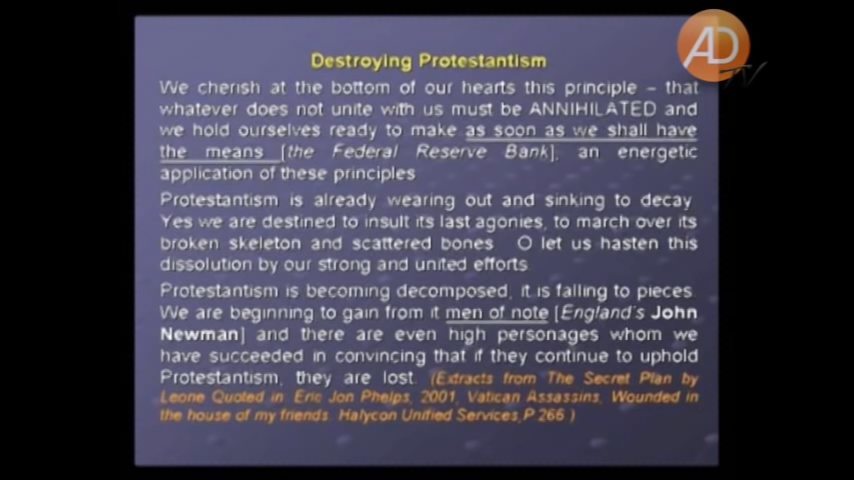 AD
TV
Destroying Protestantism
We cherish at the bottom of our hearts this principle – that
whatever does not unite with us must be ANNIHILATED and
we hold ourselves ready to make as soon as we shall have
the means [the Federal Reserve Bank], an energetic
application of these principles
Protestantism is already wearing out and sinking to decay
Yes we are destined to insult its last agonies, to march over its
broken skeleton and scattered bones O let us hasten this
dissolution by our strong and united efforts
Protestantism is becoming decomposed, it is falling to pieces
We are beginning to gain from it men of note [England's John
Newman] and there are even high personages whom we
have succeeded in convincing that if they continue to uphold
Protestantism, they are lost. (Extracts from The Secret Plan by
Leone Quoted in Eric Jon Phelps, 2001, Vatican Assassins, Wounded in
the house of my friends. Halycon Unified Services,P 266 )